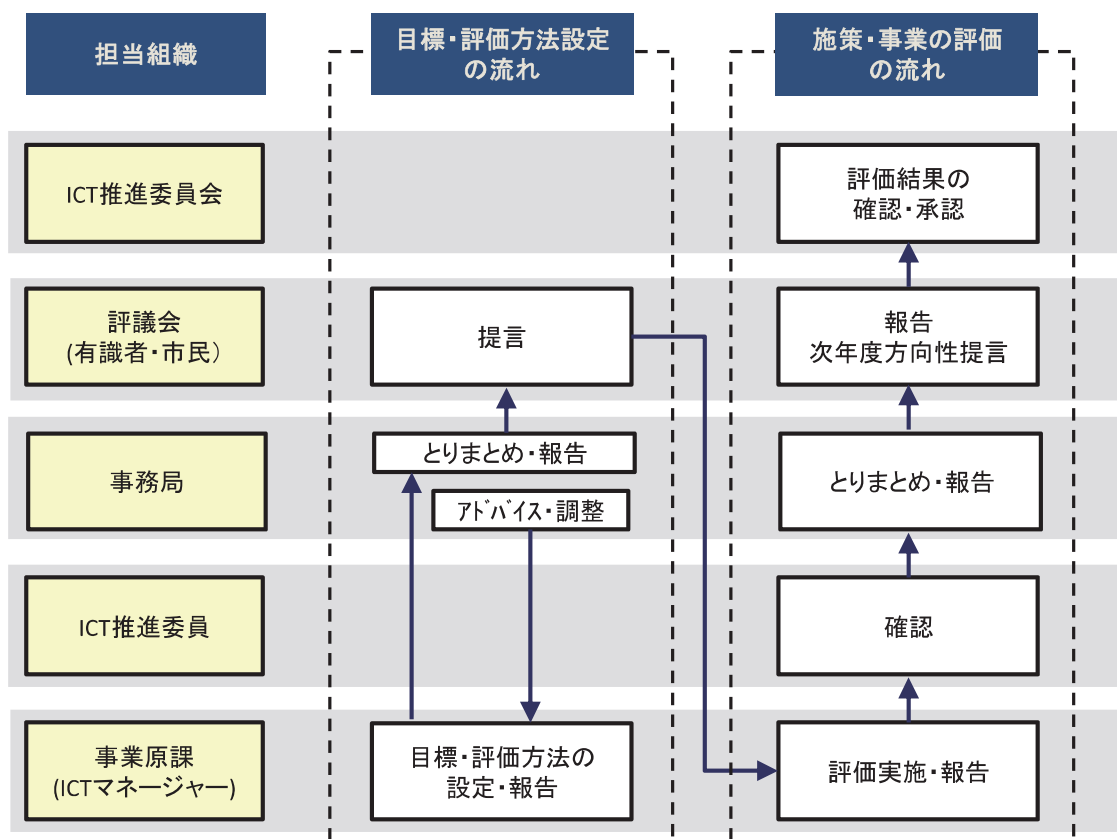 担当組織
目標・評価方法設定
の流れ
施策・事業の評価
の流れ
ICT推進委員会
評価結果の
確認・承認
評議会
(有識者・市民）
提言
報告
次年度方向性提言
事務局
とりまとめ・報告
ｱﾄﾞﾊﾞｲｽ・調整
とりまとめ・報告
ICT推進委員
確認
事業原課
(ICTマネージャー)
目標・評価方法の
設定・報告
評価実施・報告